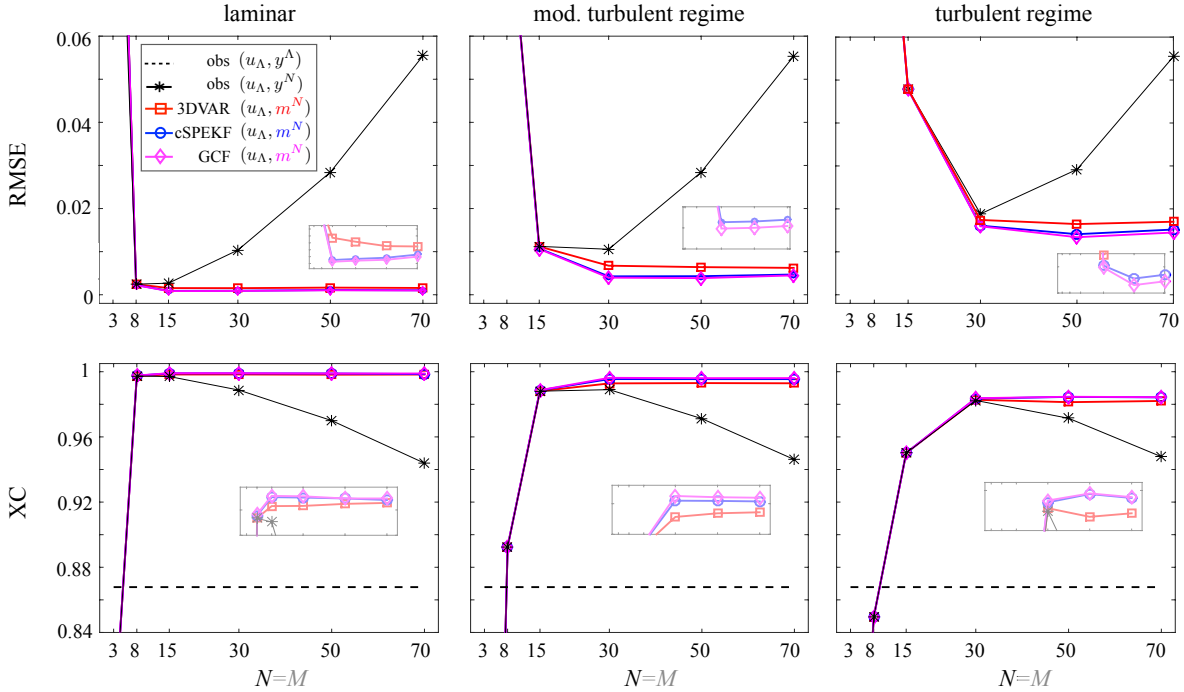 laminar
mod. turbulent regime
turbulent regime
RMSE
0.06
0.04
0.02
0
obs (u_Λ, y^Λ)
obs (u_Λ, y^N)
3DVAR (u_Λ, m^N)
cSPEKF (u_Λ, m^N)
GCF (u_Λ, m^N)
3 8 15 30 50 70
3 8 15 30 50 70
3 8 15 30 50 70
XC
1
0.96
0.92
0.88
0.84
3 8 15 30 50 70
3 8 15 30 50 70
3 8 15 30 50 70
N=M
N=M
N=M